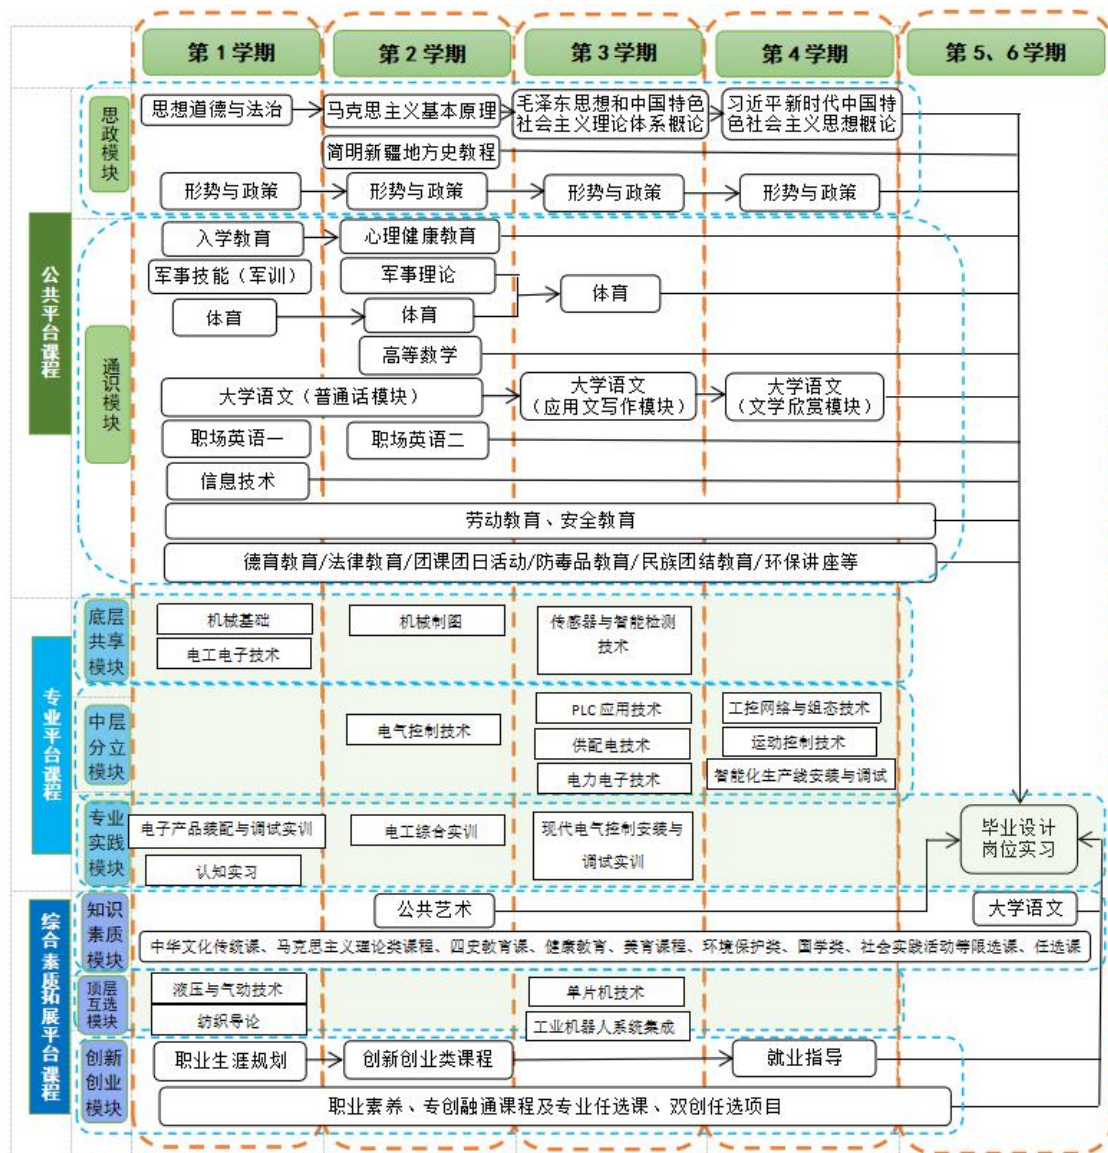 第1学期
第2学期
第3学期
第4学期
第5、6学期
公共平台课程
思政模块
思想道德与法治
马克思主义基本原理
毛泽东思想和中国特色
社会主义理论体系概论
习近平新时代中国特
色社会主义思想概论
简明新疆地方史教程
形势与政策
形势与政策
形势与政策
形势与政策
通识模块
入学教育
心理健康教育
军事技能（军训）
军事理论
体育
体育
体育
高等数学
大学语文（普通话模块）
大学语文
（应用文写作模块）
大学语文
（文学欣赏模块）
职场英语一
职场英语二
信息技术
劳动教育、安全教育
德育教育/法律教育/团课团日活动/防毒品教育/民族团结教育/环保讲座等
专业平台课程
底层
共享
模块
机械基础
机械制图
传感器与智能检测
技术
电工电子技术
中层
分立
模块
电气控制技术
PLC应用技术
工控网络与组态技术
供配电技术
运动控制技术
电力电子技术
智能化生产线安装与调试
专业
实践
模块
电子产品装配与调试实训
电工综合实训
现代电气控制安装与
调试实训
认知实习
毕业设计
岗位实习
综合素质拓展平台课程
知识
素质
模块
公共艺术
大学语文
中华文化传统课、马克思主义理论类课程、四史教育课、健康教育、美育课程、环境保护类、国学类、社会实践活动等限选课、任选课
顶层
互选
模块
液压与气动技术
单片机技术
纺织导论
工业机器人系统集成
创新
创业
模块
职业生涯规划
创新创业类课程
就业指导
职业素养、专创融通课程及专业任选课、双创任选项目